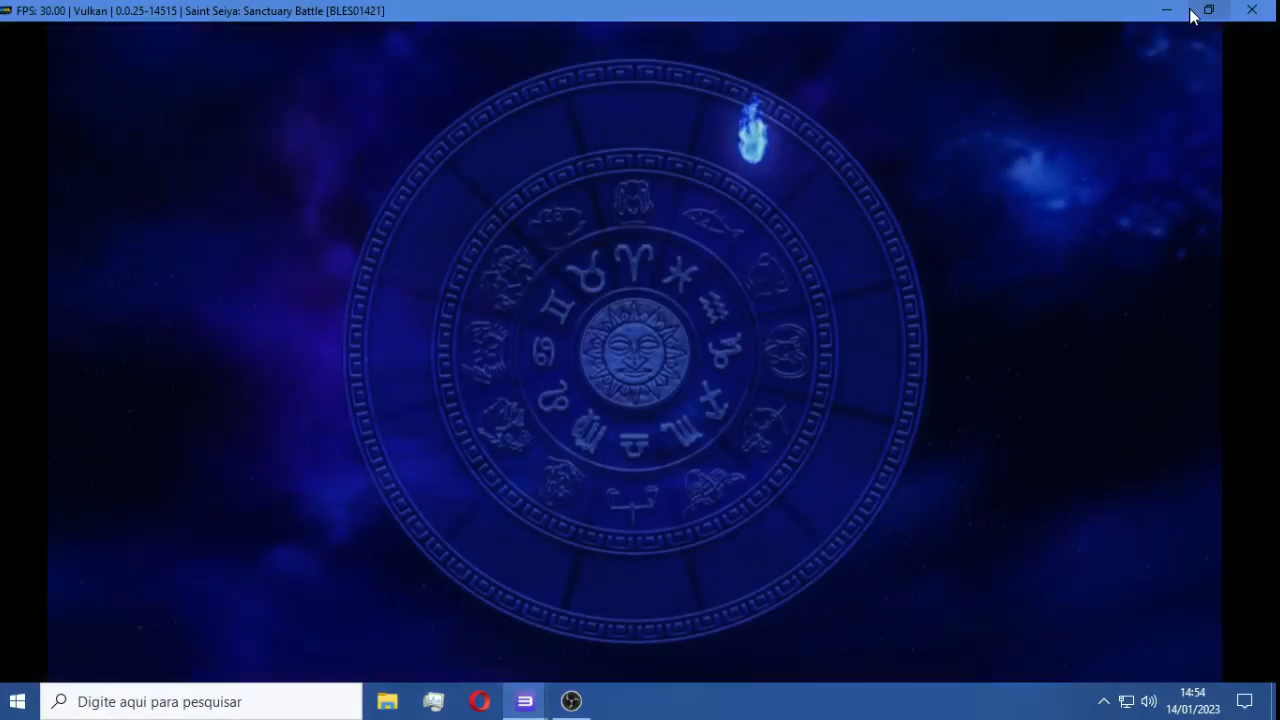 FPS: 30.00 | Vulkan | 0.0.25-14515 | Saint Seiya: Sanctuary Battle [BLES01421]
Digite aqui para pesquisar
14:54
14/01/2023